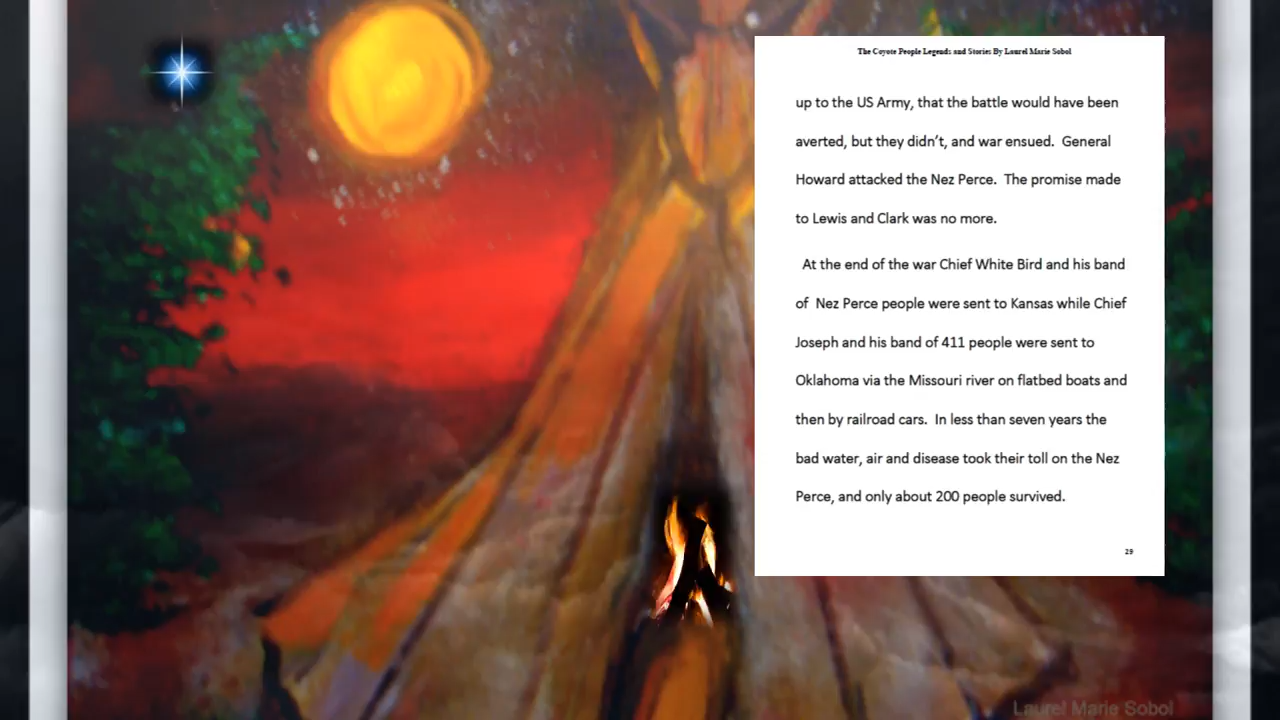 The Coyote People Legends and Stories By Laurel Marie Sobol
up to the US Army, that the battle would have been
averted, but they didn’t, and war ensued.  General
Howard attacked the Nez Perce.  The promise made
to Lewis and Clark was no more.
At the end of the war Chief White Bird and his band
of  Nez Perce people were sent to Kansas while Chief
Joseph and his band of 411 people were sent to
Oklahoma via the Missouri river on flatbed boats and
then by railroad cars.  In less than seven years the
bad water, air and disease took their toll on the Nez
Perce, and only about 200 people survived.
29
Laurel Marie Sobol